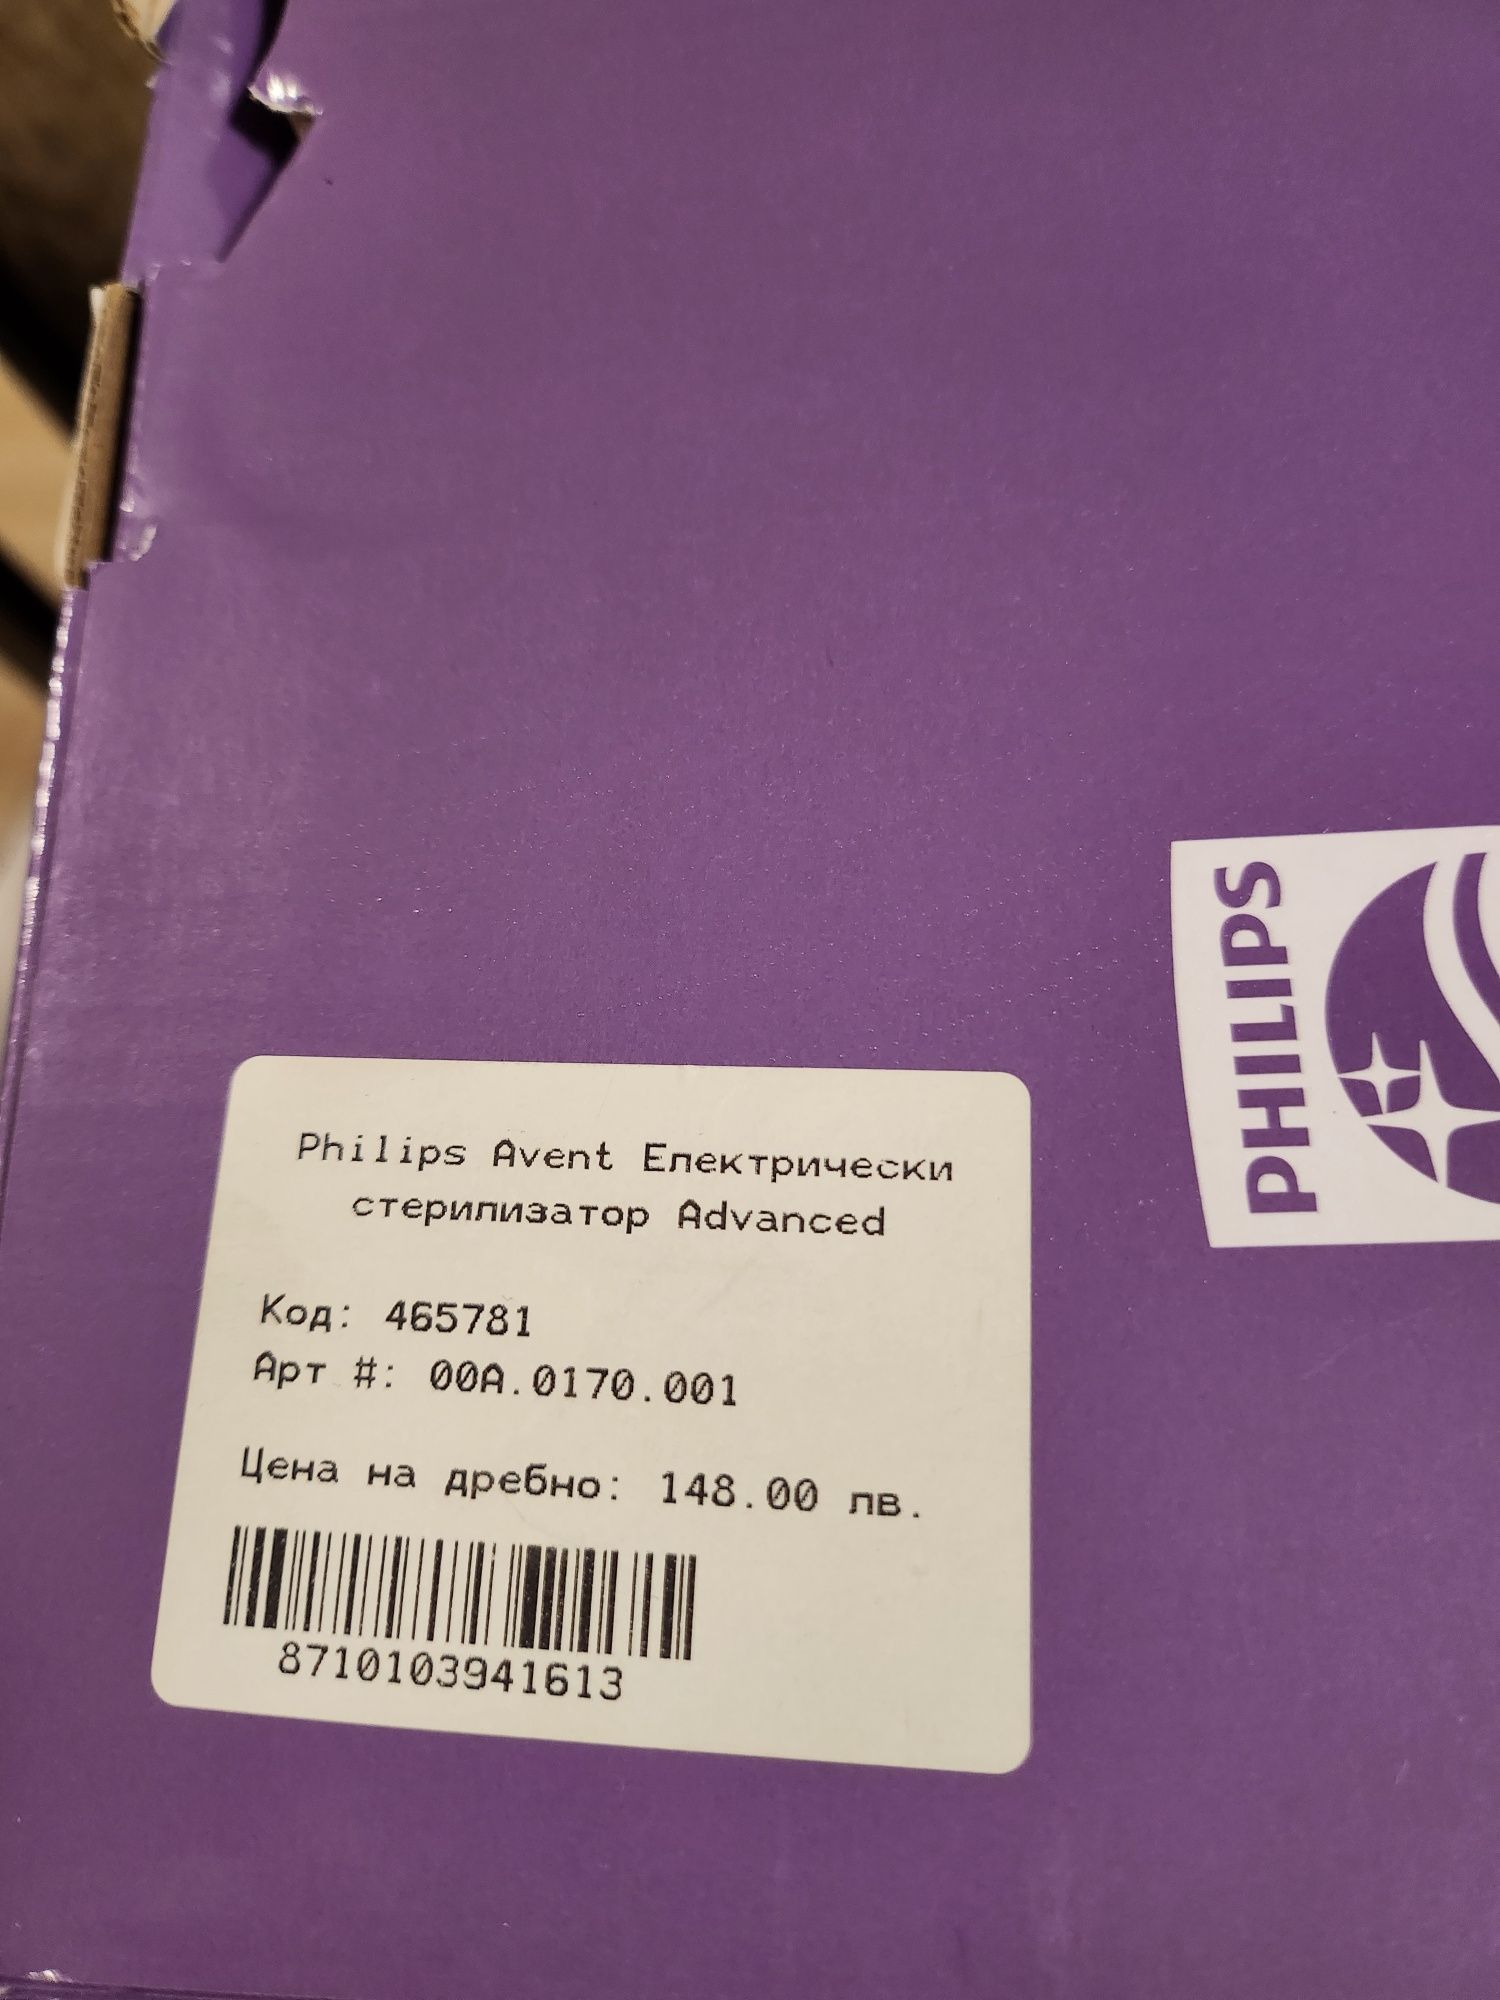 Philips Avent Електрически
стерилизатор Advanced
Код: 465781
Арт #: 00A.0170.001
Цена на дребно: 148.00 лв.
8710103941613
PHILIPS